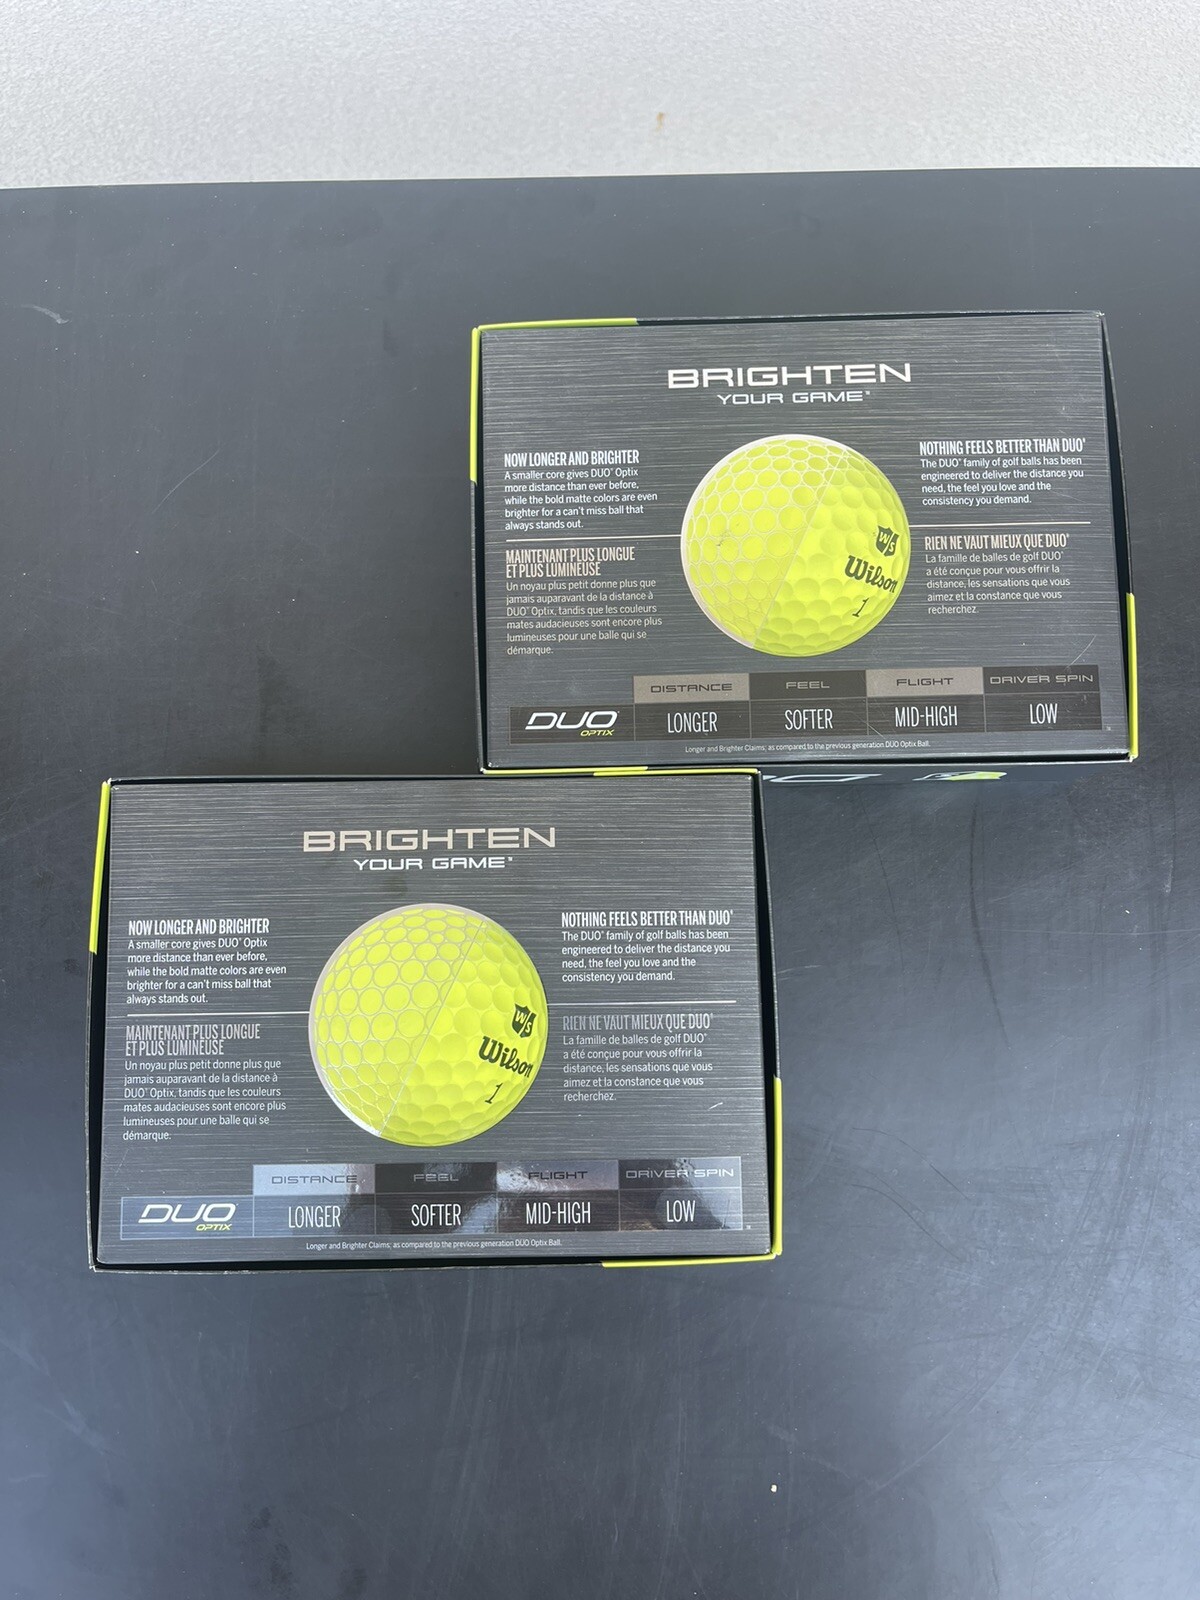 BRIGHTEN
YOUR GAME™
NOW LONGER AND BRIGHTER
A smaller core gives DUO® Optix
more distance than ever before,
while the bold matte colors are even
brighter for a can't miss ball that
always stands out.
MAINTENANT PLUS LONGUE
ET PLUS LUMINEUSE
Un noyau plus petit donne plus que
jamais auparavant de la distance à
DUO® Optix, tandis que les couleurs
mates audacieuses sont encore plus
lumineuses pour une balle qui se
démarque.
NOTHING FEELS BETTER THAN DUO®
The DUO® family of golf balls has been
engineered to deliver the distance you
need, the feel you love and the
consistency you demand.
RIEN NE VAUT MIEUX QUE DUO®
La famille de balles de golf DUO®
a été conçue pour vous offrir la
distance, les sensations que vous
aimez et la constance que vous
recherchez.
W/S
Wilson
1
DISTANCE FEEL FLIGHT DRIVER SPIN
DUO OPTIX LONGER SOFTER MID-HIGH LOW
Longer and Brighter Claims; as compared to the previous generation DUO Optix Ball.
BRIGHTEN
YOUR GAME™
NOW LONGER AND BRIGHTER
A smaller core gives DUO® Optix
more distance than ever before,
while the bold matte colors are even
brighter for a can't miss ball that
always stands out.
MAINTENANT PLUS LONGUE
ET PLUS LUMINEUSE
Un noyau plus petit donne plus que
jamais auparavant de la distance à
DUO® Optix, tandis que les couleurs
mates audacieuses sont encore plus
lumineuses pour une balle qui se
démarque.
NOTHING FEELS BETTER THAN DUO®
The DUO® family of golf balls has been
engineered to deliver the distance you
need, the feel you love and the
consistency you demand.
RIEN NE VAUT MIEUX QUE DUO®
La famille de balles de golf DUO®
a été conçue pour vous offrir la
distance, les sensations que vous
aimez et la constance que vous
recherchez.
W/S
Wilson
1
DISTANCE FEEL FLIGHT DRIVER SPIN
DUO OPTIX LONGER SOFTER MID-HIGH LOW
Longer and Brighter Claims; as compared to the previous generation DUO Optix Ball.